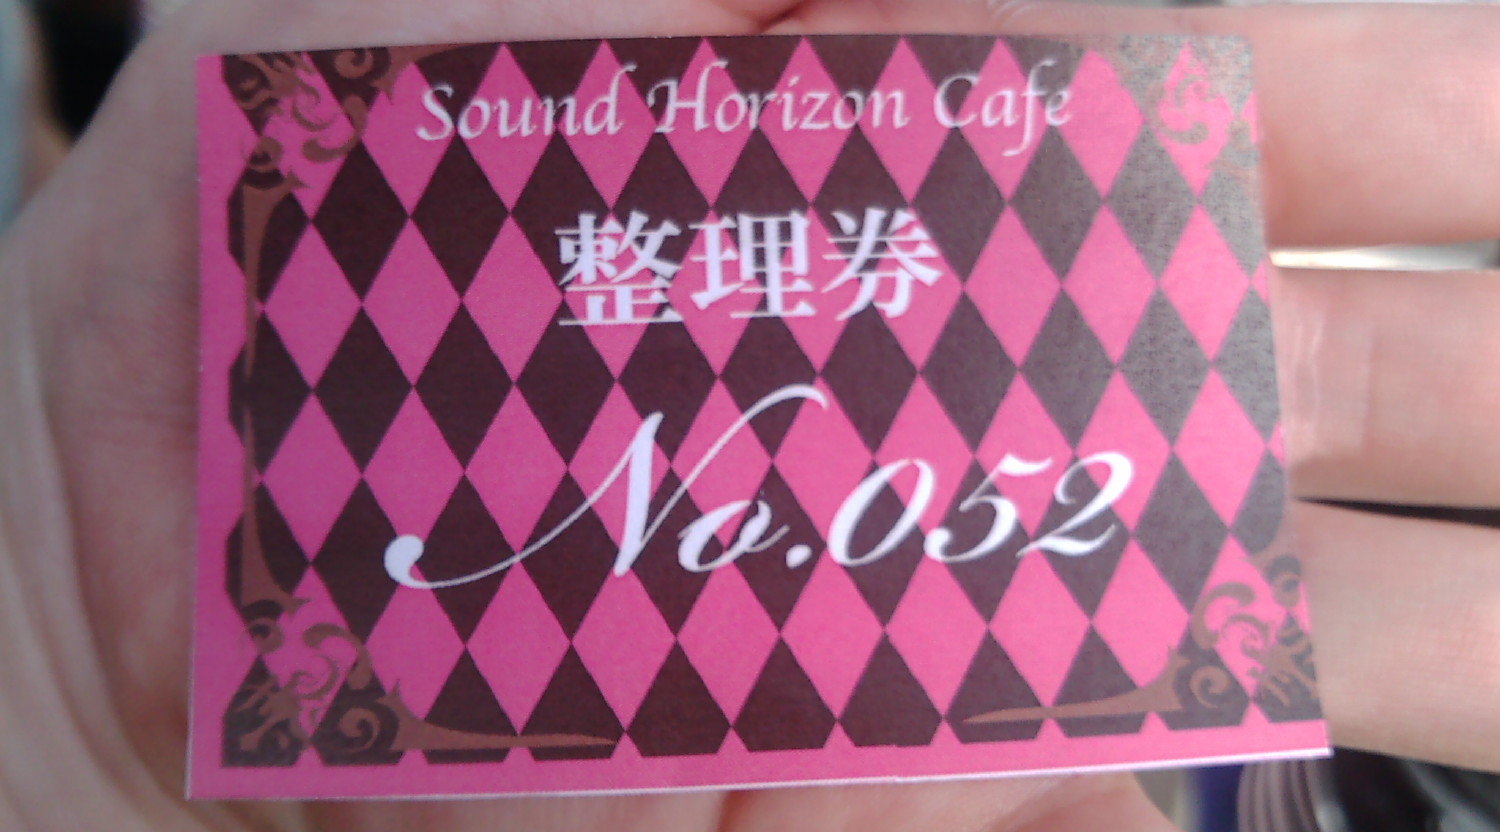 Sound Horizon Cafe
整理券
No.052